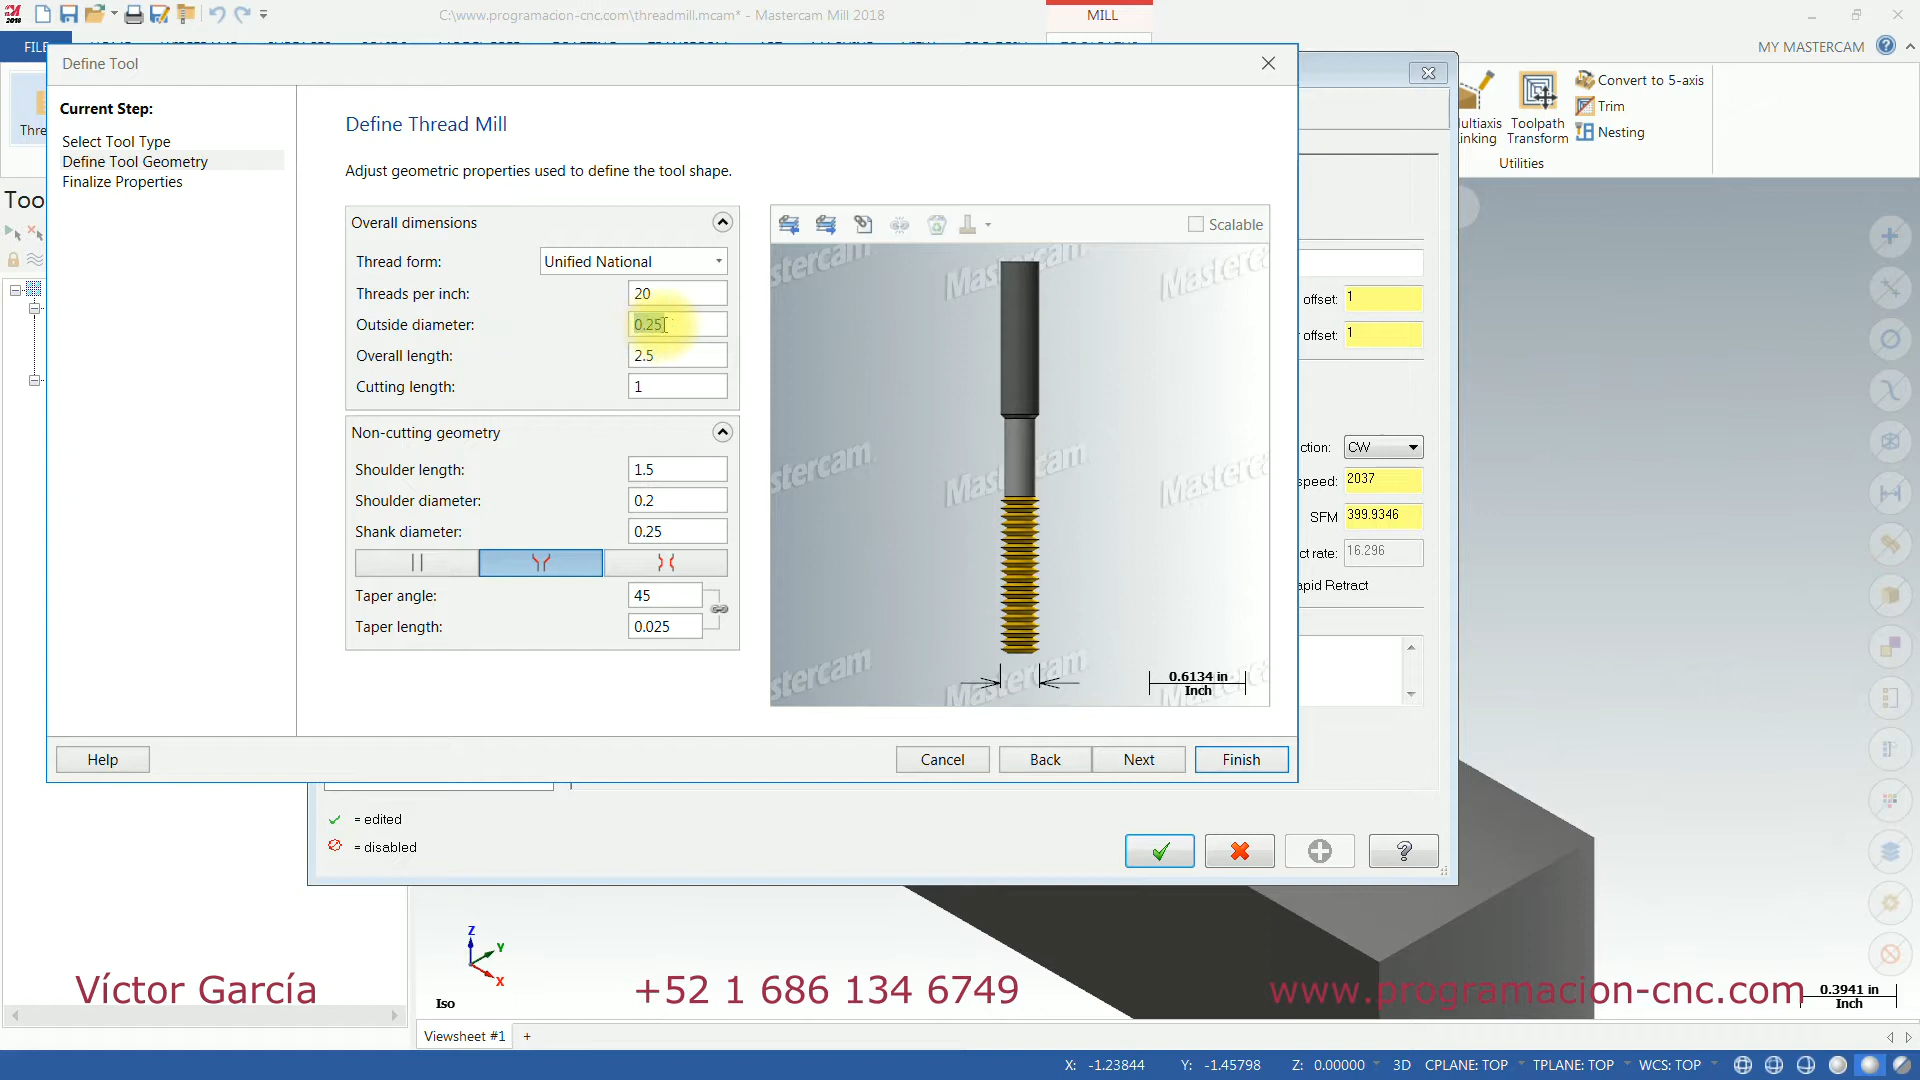 C:\www.programacion-cnc.com\threadmill.mcam* - Mastercam Mill 2018
MILL
FILE
MY MASTERCAM
Define Tool
Current Step:
Select Tool Type
Define Tool Geometry
Finalize Properties
Define Thread Mill
Adjust geometric properties used to define the tool shape.
Overall dimensions
Thread form: Unified National
Threads per inch: 20
Outside diameter: 0.25
Overall length: 2.5
Cutting length: 1
Non-cutting geometry
Shoulder length: 1.5
Shoulder diameter: 0.2
Shank diameter: 0.25
Taper angle: 45
Taper length: 0.025
Scalable
Mastercam
0.6134 in
Inch
Help
Cancel
Back
Next
Finish
Convert to 5-axis
Trim
Nesting
Toolpath
Transform
Utilities
offset: 1
offset: 1
CW
speed: 2037
SFM 399.9346
rate: 16.296
Retract
= edited
= disabled
Z
Y
X
Iso
Víctor García
+52 1 686 134 6749
www.programacion-cnc.com
0.3941 in
Inch
Viewsheet #1 +
X: -1.23844 Y: -1.45798 Z: 0.00000 3D CPLANE: TOP TPLANE: TOP WCS: TOP